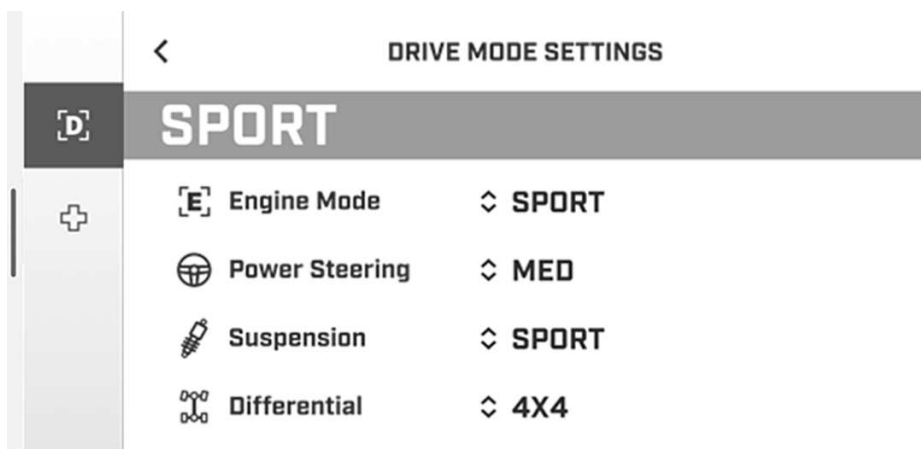 DRIVE MODE SETTINGS
[D]
SPORT
[E] Engine Mode SPORT
Power Steering MED
Suspension SPORT
Differential 4X4